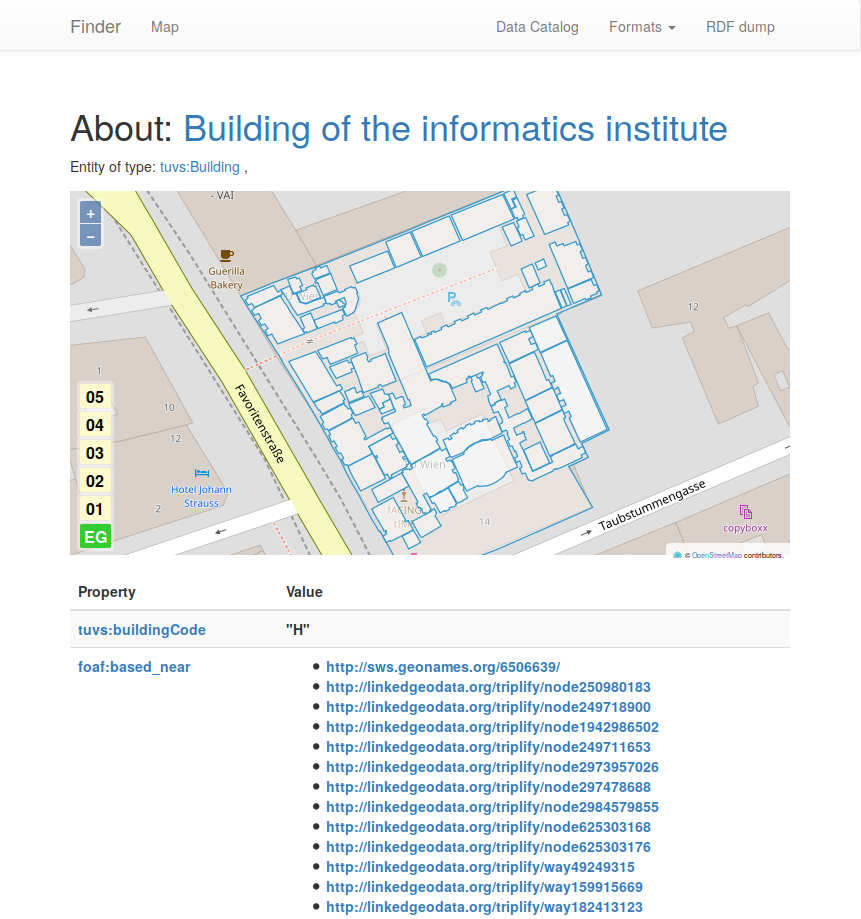 Finder Map Data Catalog Formats RDF dump
About: Building of the informatics institute
Entity of type: tuvs:Building ,
- VAI
+
−
Guerilla
Bakery
Wien
12
1
10
12
2
Favoritenstraße
Hotel Johann
Strauss
Wien
fACING
14
Taubstummengasse
copyboxx
05
04
03
02
01
EG
© OpenStreetMap contributors.
Property Value
tuvs:buildingCode "H"
foaf:based_near
http://sws.geonames.org/6506639/
http://linkedgeodata.org/triplify/node250980183
http://linkedgeodata.org/triplify/node249718900
http://linkedgeodata.org/triplify/node1942986502
http://linkedgeodata.org/triplify/node249711653
http://linkedgeodata.org/triplify/node2973957026
http://linkedgeodata.org/triplify/node297478688
http://linkedgeodata.org/triplify/node2984579855
http://linkedgeodata.org/triplify/node625303168
http://linkedgeodata.org/triplify/node625303176
http://linkedgeodata.org/triplify/way49249315
http://linkedgeodata.org/triplify/way159915669
http://linkedgeodata.org/triplify/way182413123